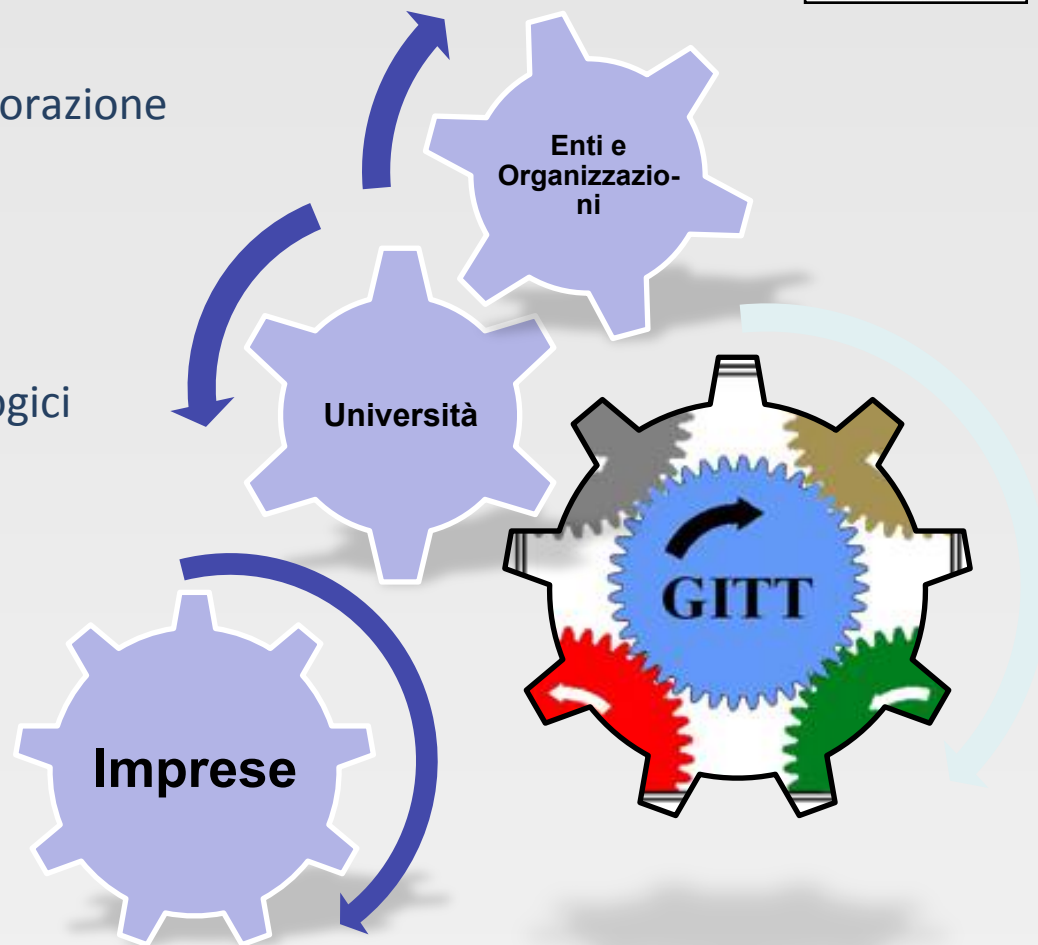 orazione
Enti e
Organizzazio-
ni
ogici
Università
GITT
Imprese